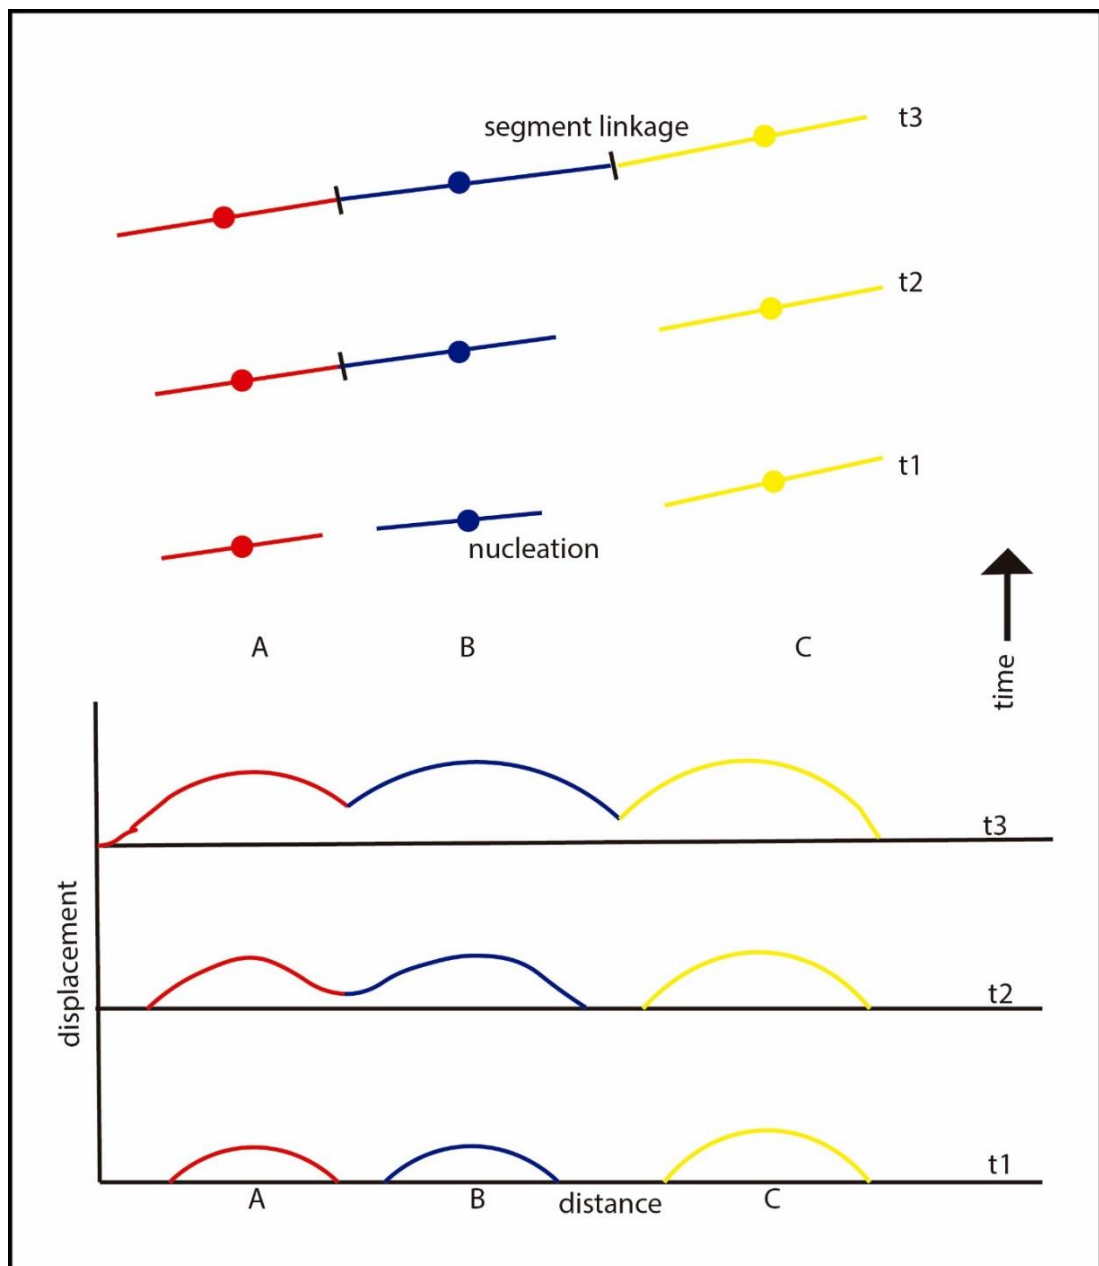 t3
segment linkage
t2
t1
nucleation
A B C
time
t3
displacement
t2
t1
A B C
distance